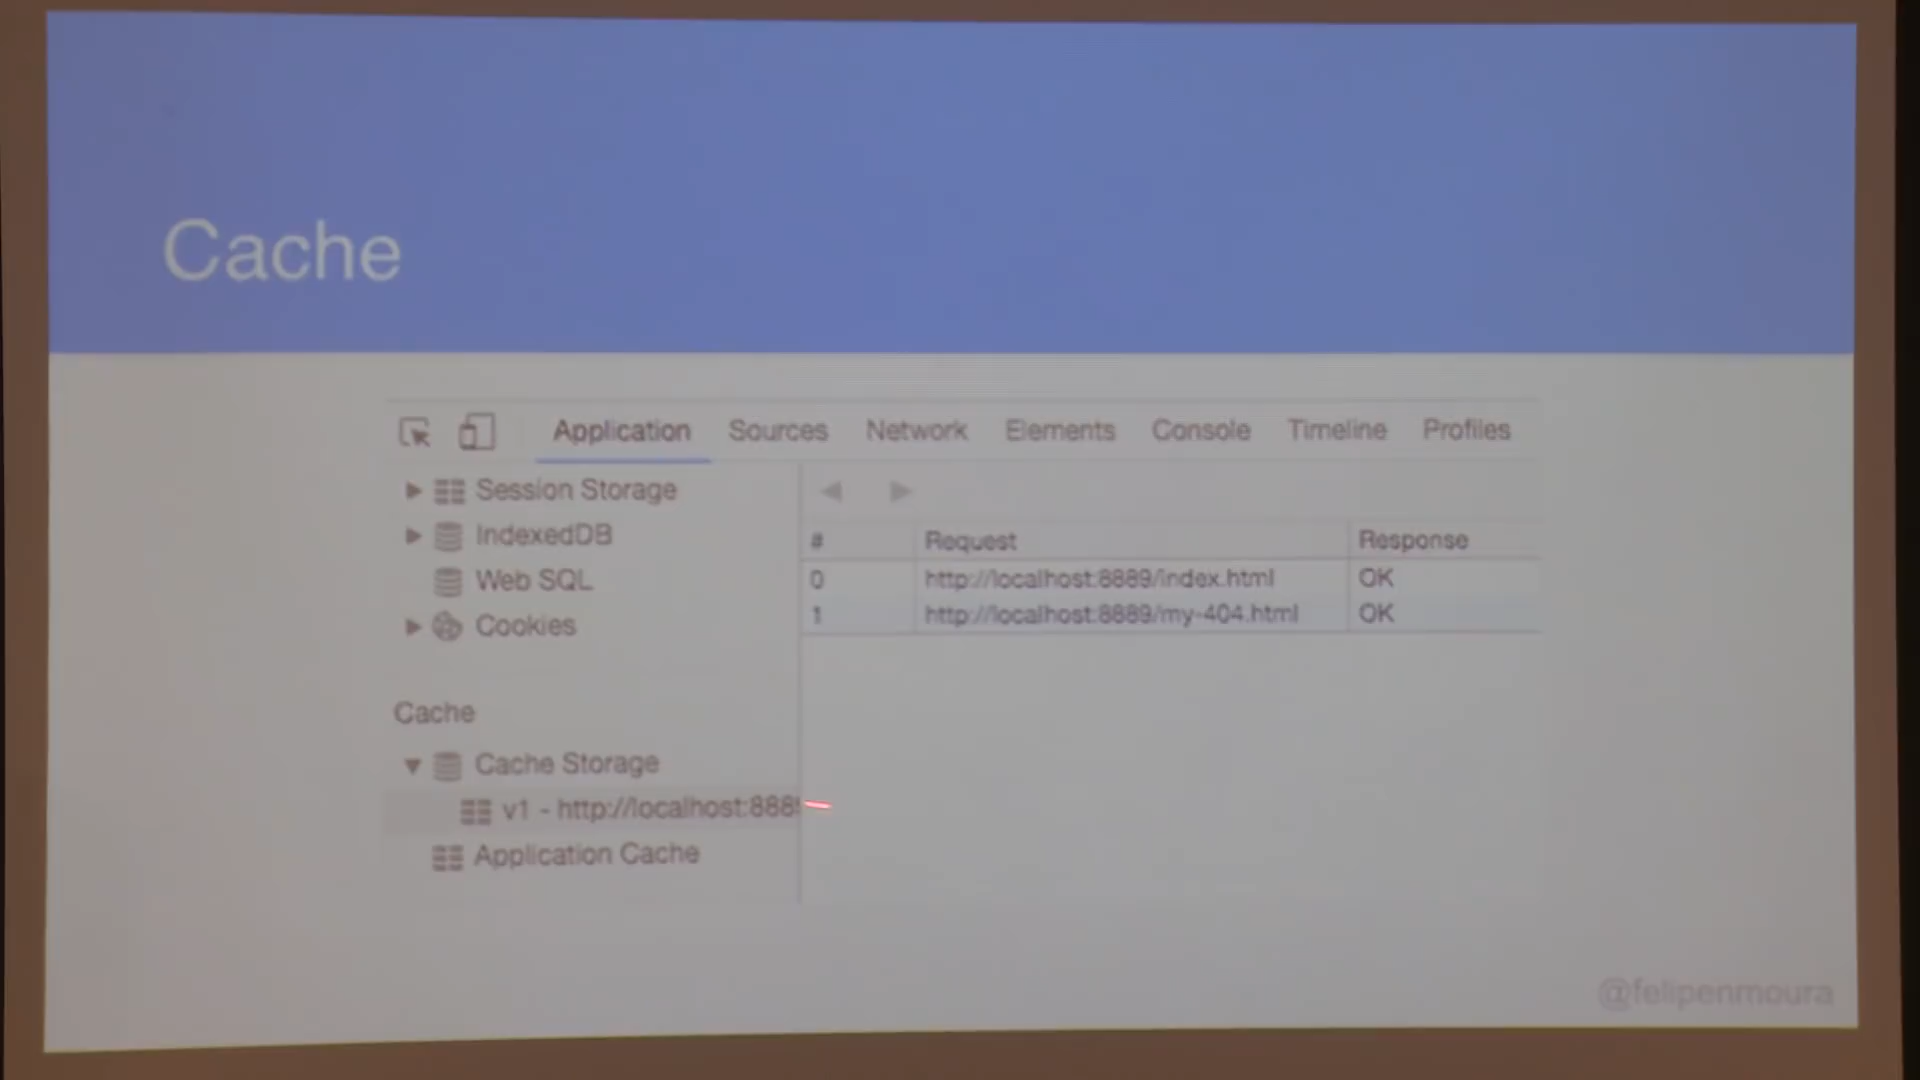 Cache
Application Sources Network Elements Console Timeline Profiles
Session Storage
IndexedDB
Web SQL
Cookies
# Request Response
0 http://localhost:8889/index.html OK
1 http://localhost:8889/my-404.html OK
Cache
Cache Storage
v1 - http://localhost:888
Application Cache
@felipenmoura